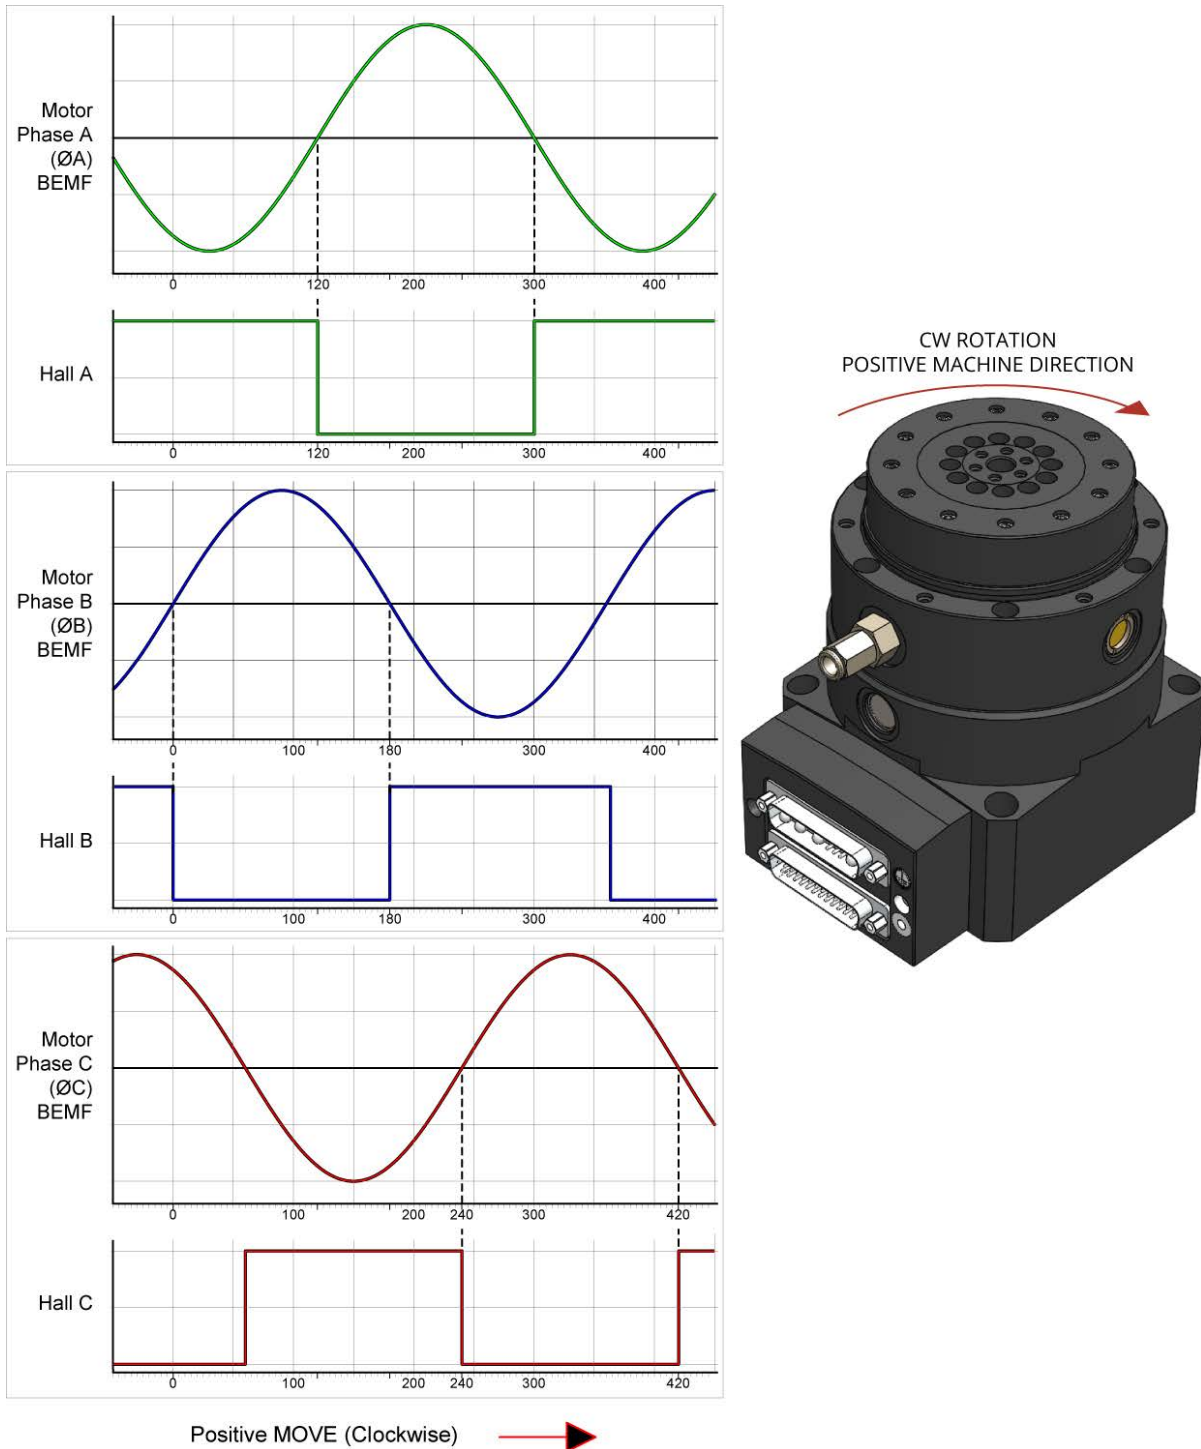 Motor
Phase A
(ØA)
BEMF
0 120 200 300 400
Hall A
0 120 200 300 400
Motor
Phase B
(ØB)
BEMF
0 100 180 300 400
Hall B
0 100 180 300 400
Motor
Phase C
(ØC)
BEMF
0 100 200 240 300 420
Hall C
0 100 200 240 300 420
Positive MOVE (Clockwise)
CW ROTATION
POSITIVE MACHINE DIRECTION